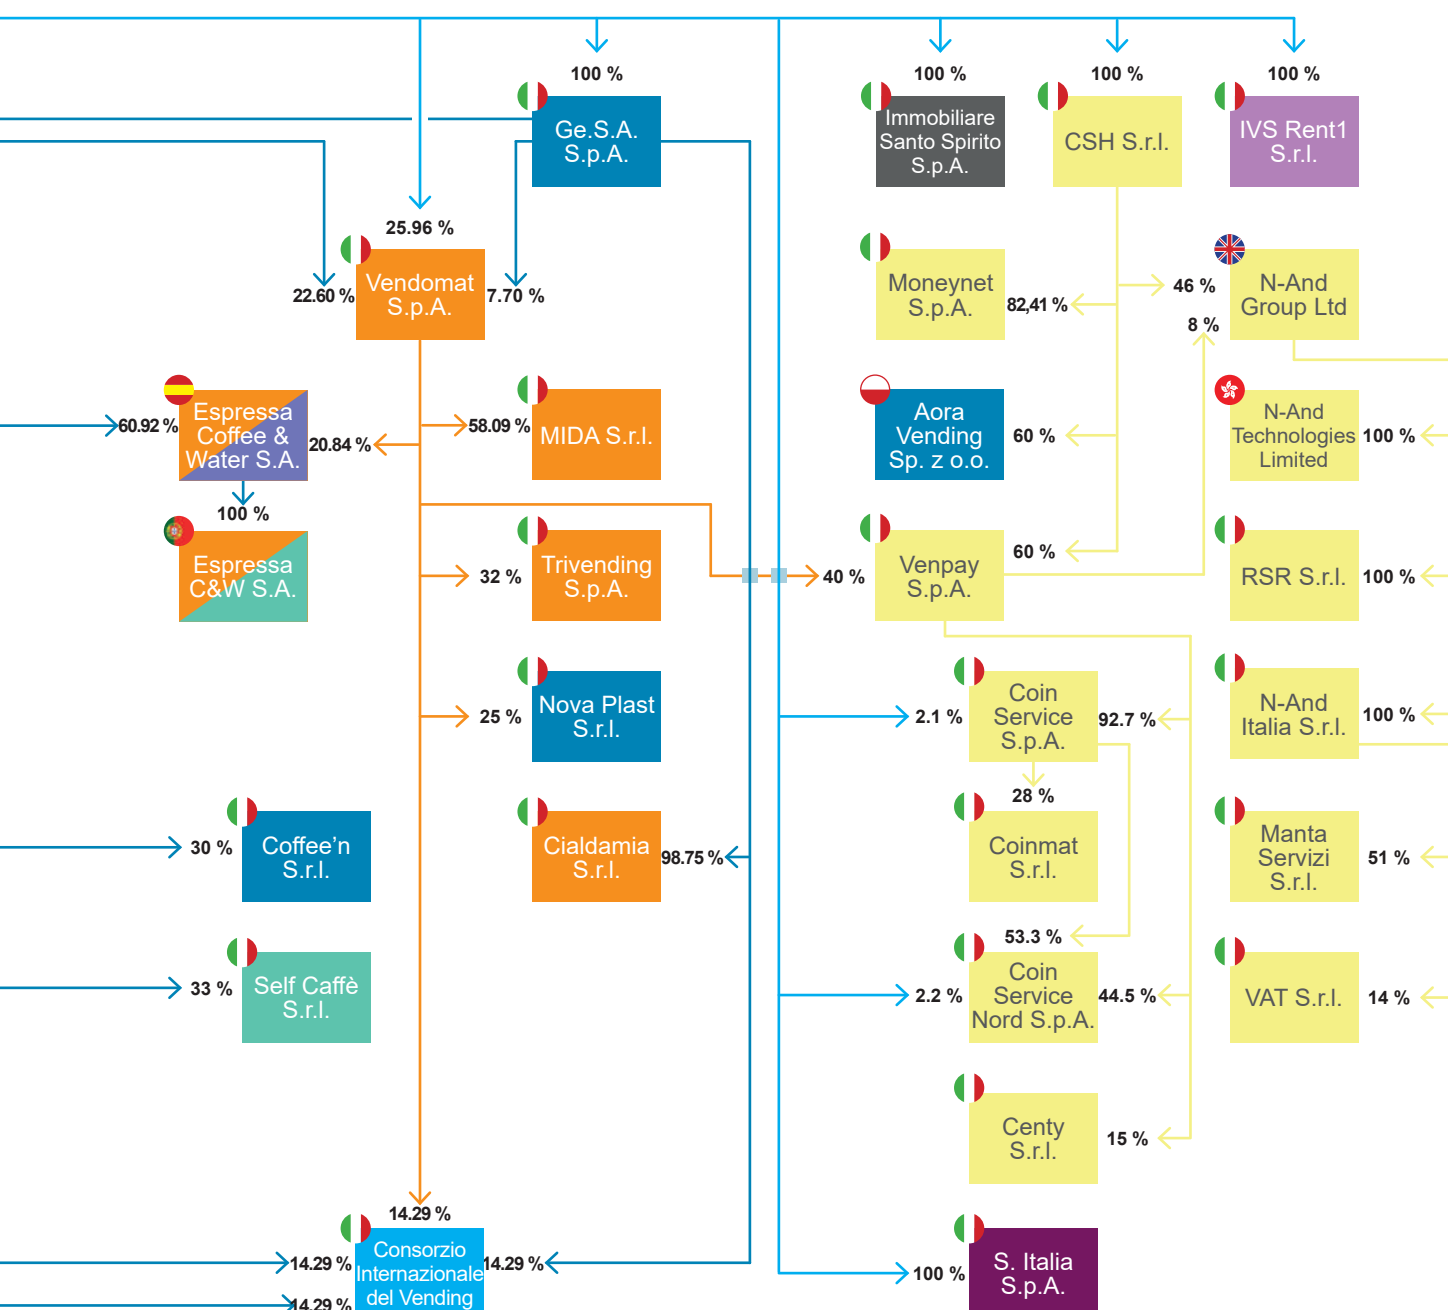 100 %
100 %
100 %
100 %
Ge.S.A.
S.p.A.
Immobiliare
Santo Spirito
S.p.A.
CSH S.r.l.
IVS Rent1
S.r.l.
25.96 %
22.60 %
Vendomat
S.p.A.
7.70 %
Moneynet
S.p.A.
82,41 %
46 %
8 %
N-And
Group Ltd
60.92 %
Espressa
Coffee &
Water S.A.
20.84 %
58.09 %
MIDA S.r.l.
Aora
Vending
Sp. z o.o.
60 %
N-And
Technologies
Limited
100 %
100 %
Espressa
C&W S.A.
32 %
Trivending
S.p.A.
40 %
Venpay
S.p.A.
60 %
RSR S.r.l.
100 %
25 %
Nova Plast
S.r.l.
2.1 %
Coin
Service
S.p.A.
92.7 %
N-And
Italia S.r.l.
100 %
28 %
30 %
Coffee’n
S.r.l.
Cialdamia
S.r.l.
98.75 %
Coinmat
S.r.l.
Manta
Servizi
S.r.l.
51 %
53.3 %
33 %
Self Caffè
S.r.l.
2.2 %
Coin
Service
Nord S.p.A.
44.5 %
VAT S.r.l.
14 %
Centy
S.r.l.
15 %
14.29 %
14.29 %
Consorzio
Internazionale
del Vending
14.29 %
14.29 %
100 %
S. Italia
S.p.A.